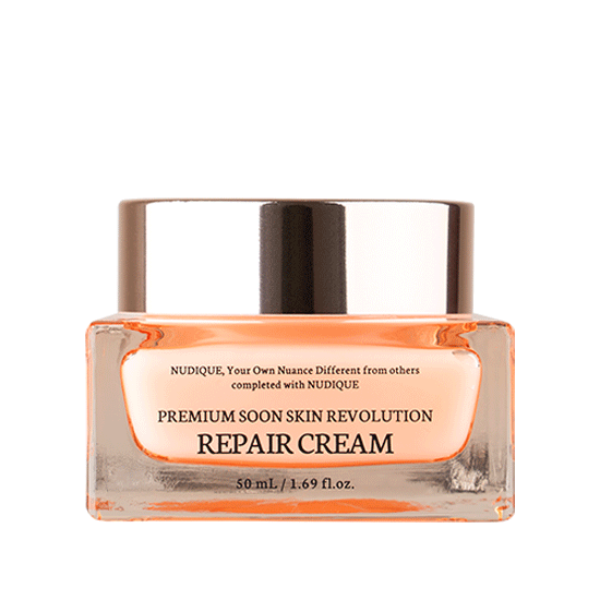 NUDIQUE, Your Own Nuance Different from others
completed with NUDIQUE
PREMIUM SOON SKIN REVOLUTION
REPAIR CREAM
50 mL / 1.69 fl.oz.